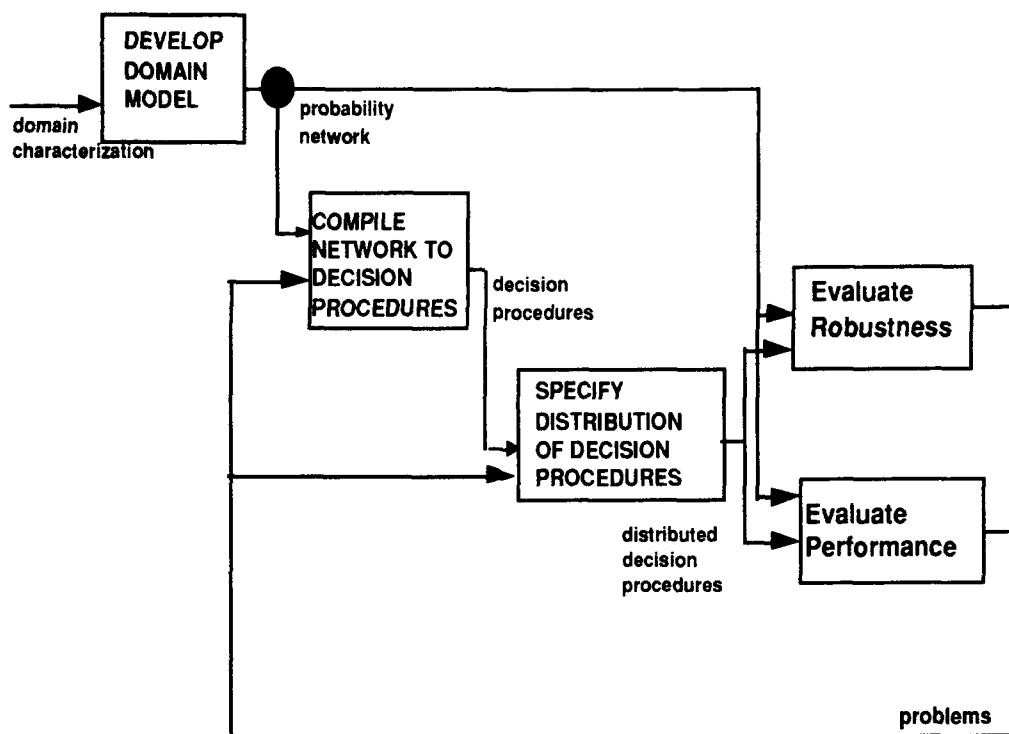 DEVELOP
DOMAIN
MODEL
domain
characterization
probability
network
COMPILE
NETWORK TO
DECISION
PROCEDURES
decision
procedures
Evaluate
Robustness
SPECIFY
DISTRIBUTION
OF DECISION
PROCEDURES
distributed
decision
procedures
Evaluate
Performance
problems